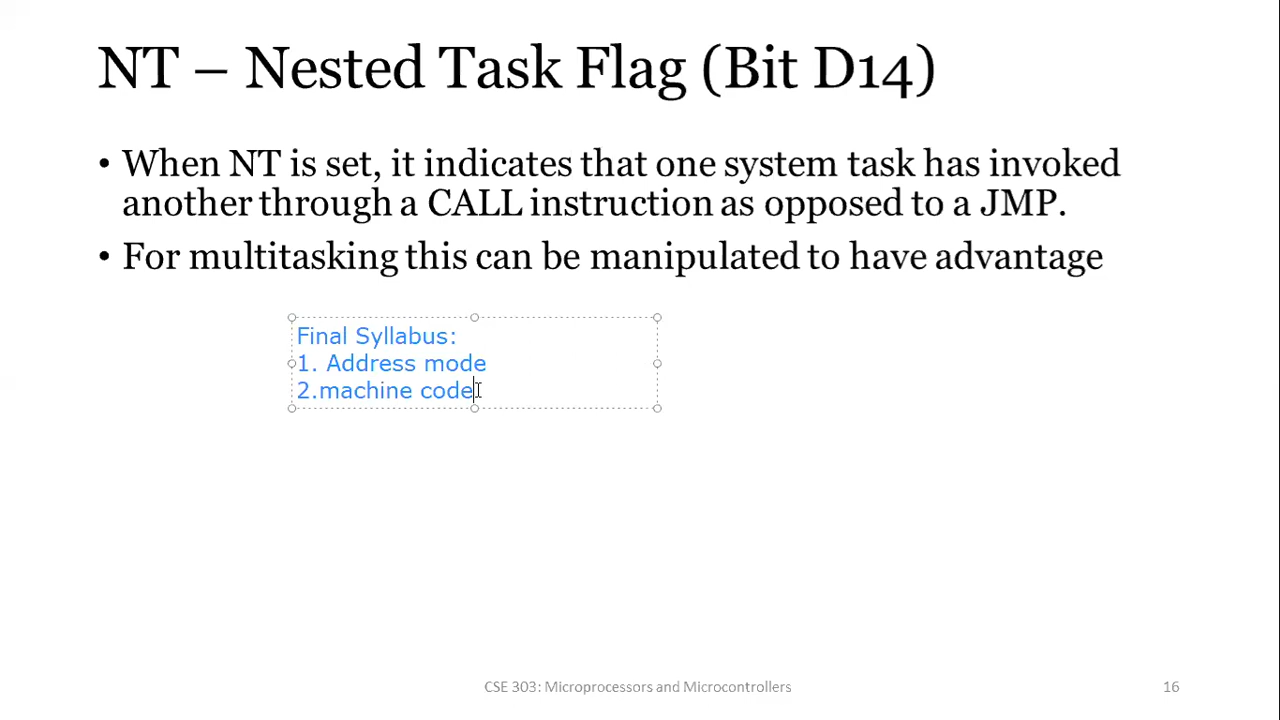 NT – Nested Task Flag (Bit D14)
• When NT is set, it indicates that one system task has invoked
another through a CALL instruction as opposed to a JMP.
• For multitasking this can be manipulated to have advantage
Final Syllabus:
1. Address mode
2.machine code
CSE 303: Microprocessors and Microcontrollers
16